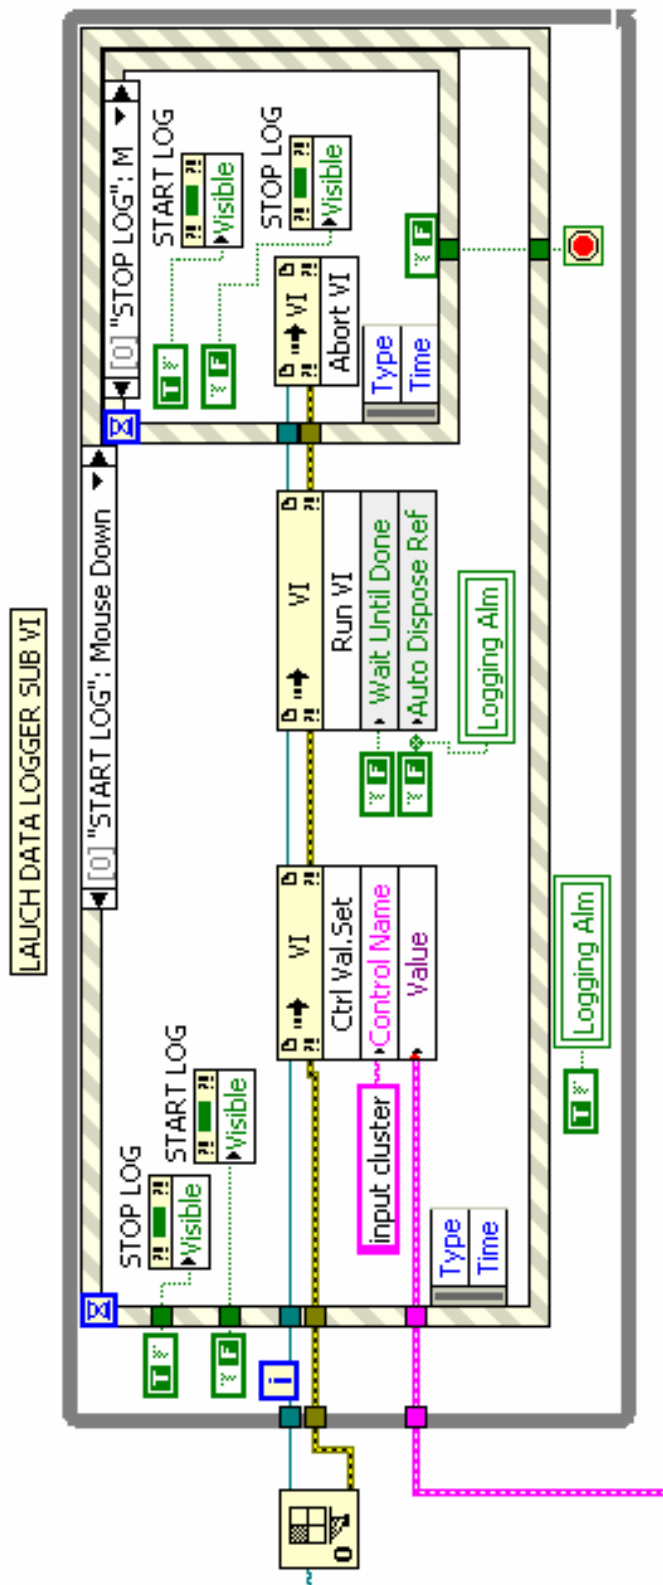 LAUCH DATA LOGGER SUB VI
[0] "START LOG": Mouse Down
[0] "STOP LOG": M
STOP LOG
Visible
START LOG
Visible
T
F
i
START LOG
Visible
STOP LOG
Visible
T
F
VI
Ctrl Val.Set
Control Name
Value
input cluster
VI
Run VI
Wait Until Done
Auto Dispose Ref
F
F
VI
Abort VI
F
Type
Time
Type
Time
Logging Alm
T
Logging Alm
0